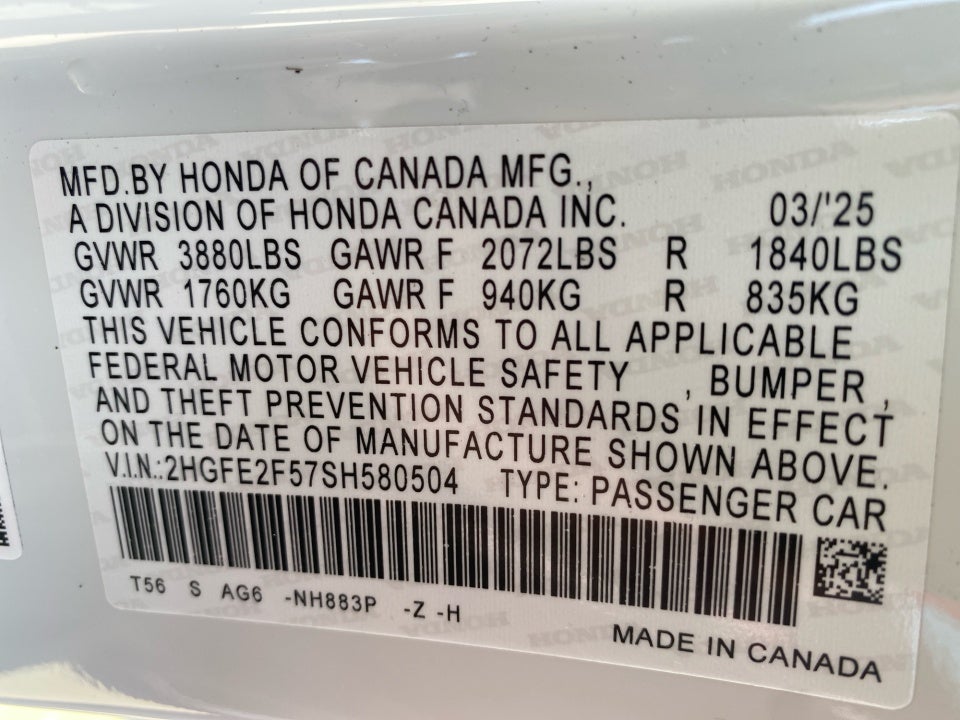 MFD.BY HONDA OF CANADA MFG.,
A DIVISION OF HONDA CANADA INC. 03/'25
GVWR 3880LBS GAWR F 2072LBS R 1840LBS
GVWR 1760KG GAWR F 940KG R 835KG
THIS VEHICLE CONFORMS TO ALL APPLICABLE
FEDERAL MOTOR VEHICLE SAFETY , BUMPER ,
AND THEFT PREVENTION STANDARDS IN EFFECT
ON THE DATE OF MANUFACTURE SHOWN ABOVE.
V.I.N.:2HGFE2F57SH580504 TYPE: PASSENGER CAR
T56 S AG6 -NH883P -Z -H
MADE IN CANADA